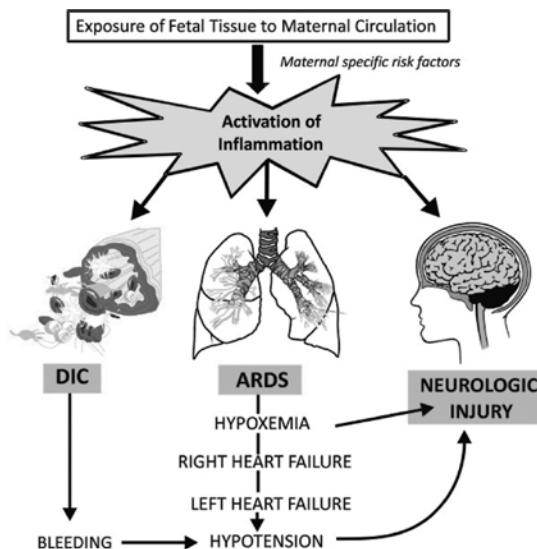 Exposure of Fetal Tissue to Maternal Circulation
Maternal specific risk factors
Activation of
Inflammation
DIC
ARDS
NEUROLOGIC
INJURY
HYPOXEMIA
RIGHT HEART FAILURE
LEFT HEART FAILURE
BLEEDING
HYPOTENSION